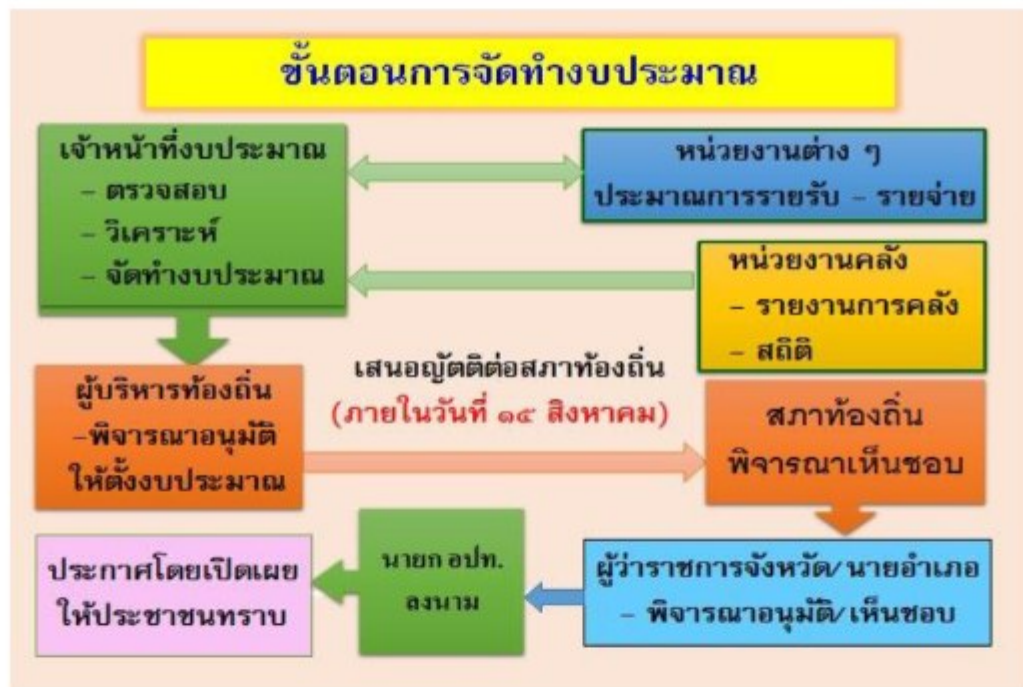 ขั้นตอนการจัดทำงบประมาณ
เจ้าหน้าที่งบประมาณ
– ตรวจสอบ
– วิเคราะห์
– จัดทำงบประมาณ
หน่วยงานต่าง ๆ
ประมาณการรายรับ – รายจ่าย
หน่วยงานคลัง
– รายงานการคลัง
– สถิติ
ผู้บริหารท้องถิ่น
–พิจารณาอนุมัติ
ให้ตั้งงบประมาณ
เสนอญัตติต่อสภาท้องถิ่น
(ภายในวันที่ ๑๕ สิงหาคม)
สภาท้องถิ่น
พิจารณาเห็นชอบ
ผู้ว่าราชการจังหวัด/นายอำเภอ
– พิจารณาอนุมัติ/เห็นชอบ
นายก อปท.
ลงนาม
ประกาศโดยเปิดเผย
ให้ประชาชนทราบ